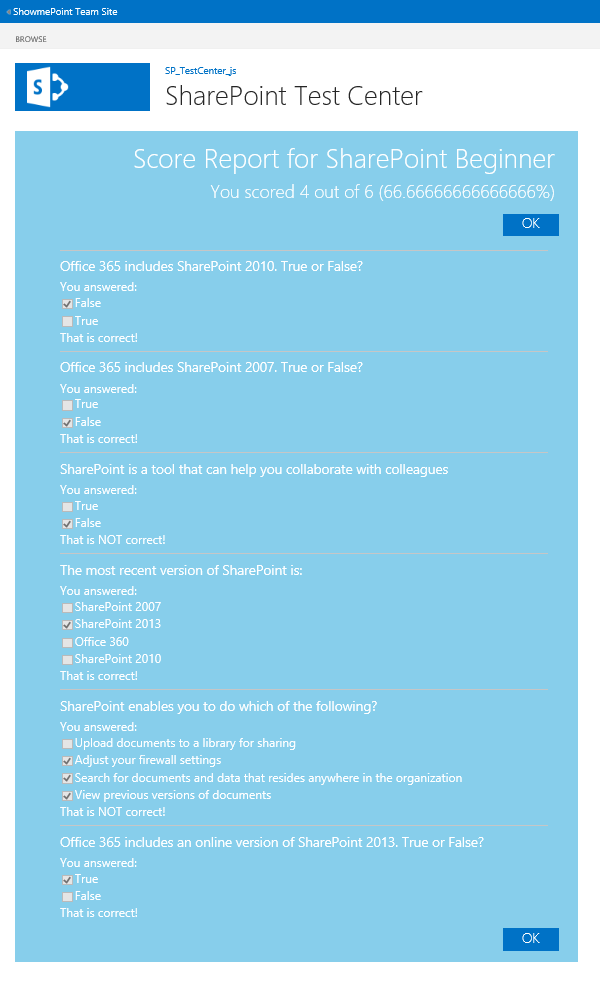 ShowmePoint Team Site
BROWSE
S
SP_TestCenter_js
SharePoint Test Center
Score Report for SharePoint Beginner
You scored 4 out of 6 (66.66666666666666%)
OK
Office 365 includes SharePoint 2010. True or False?
You answered:
False
True
That is correct!
Office 365 includes SharePoint 2007. True or False?
You answered:
True
False
That is correct!
SharePoint is a tool that can help you collaborate with colleagues
You answered:
True
False
That is NOT correct!
The most recent version of SharePoint is:
You answered:
SharePoint 2007
SharePoint 2013
Office 360
SharePoint 2010
That is correct!
SharePoint enables you to do which of the following?
You answered:
Upload documents to a library for sharing
Adjust your firewall settings
Search for documents and data that resides anywhere in the organization
View previous versions of documents
That is NOT correct!
Office 365 includes an online version of SharePoint 2013. True or False?
You answered:
True
False
That is correct!
OK